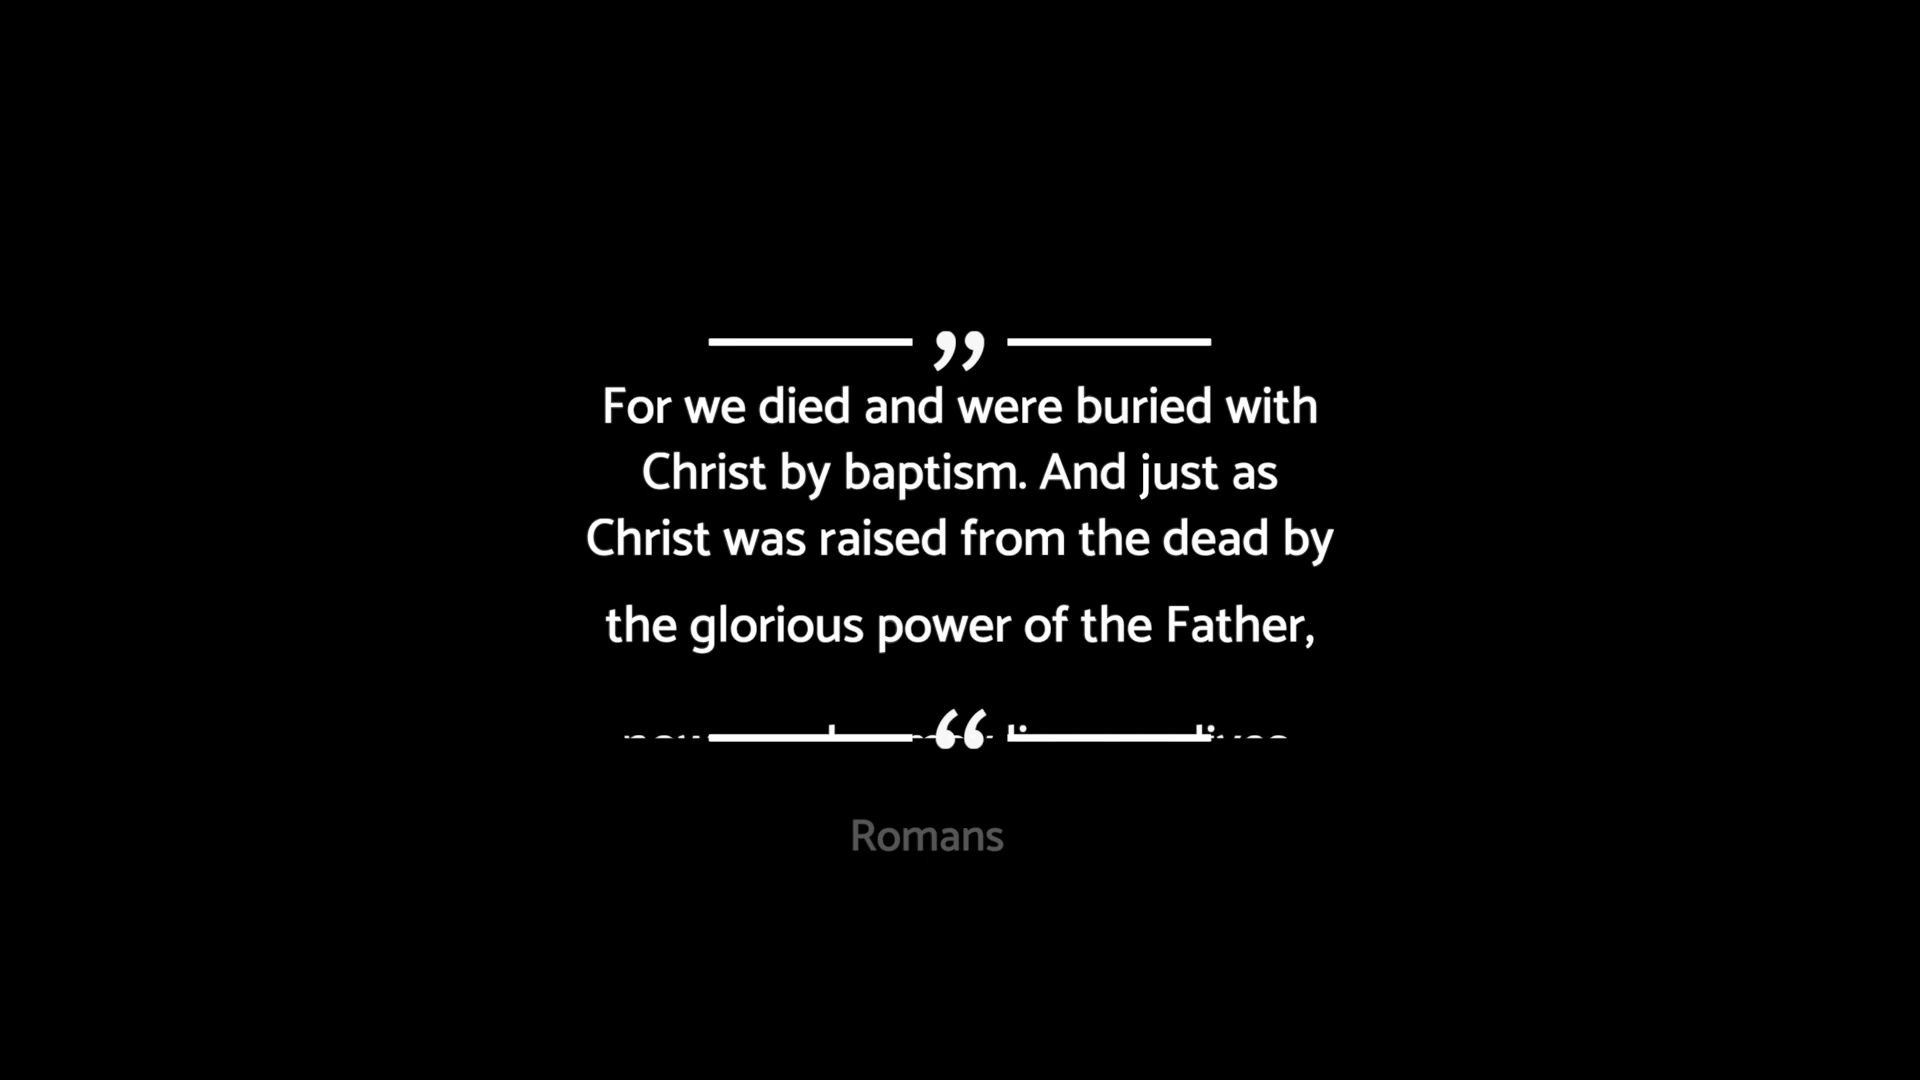 ”
For we died and were buried with
Christ by baptism. And just as
Christ was raised from the dead by
the glorious power of the Father,
“
Romans